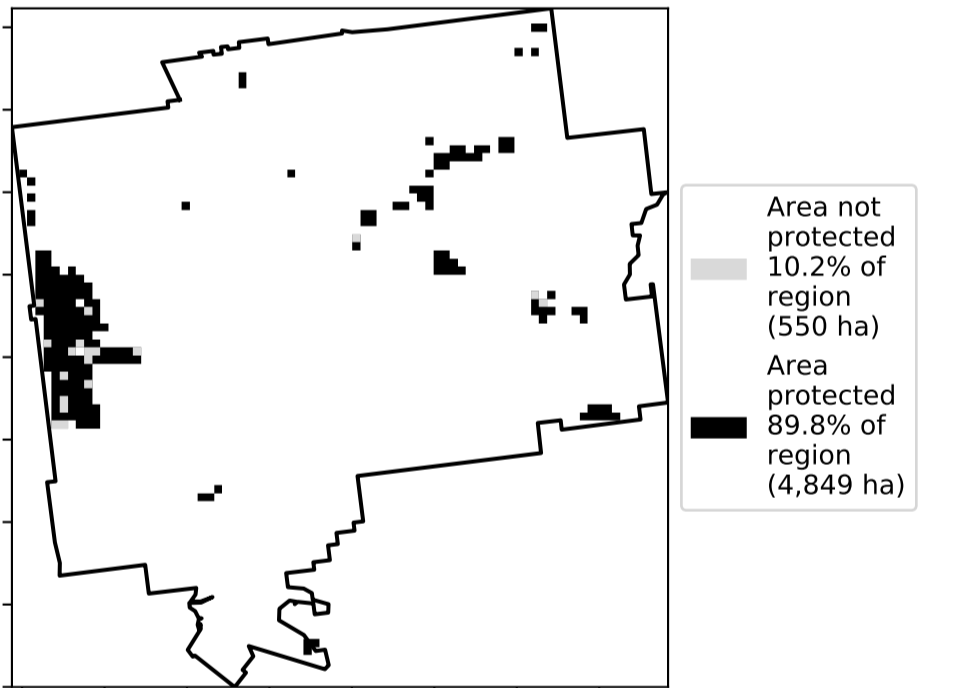 Area not
protected
10.2% of
region
(550 ha)
Area
protected
89.8% of
region
(4,849 ha)